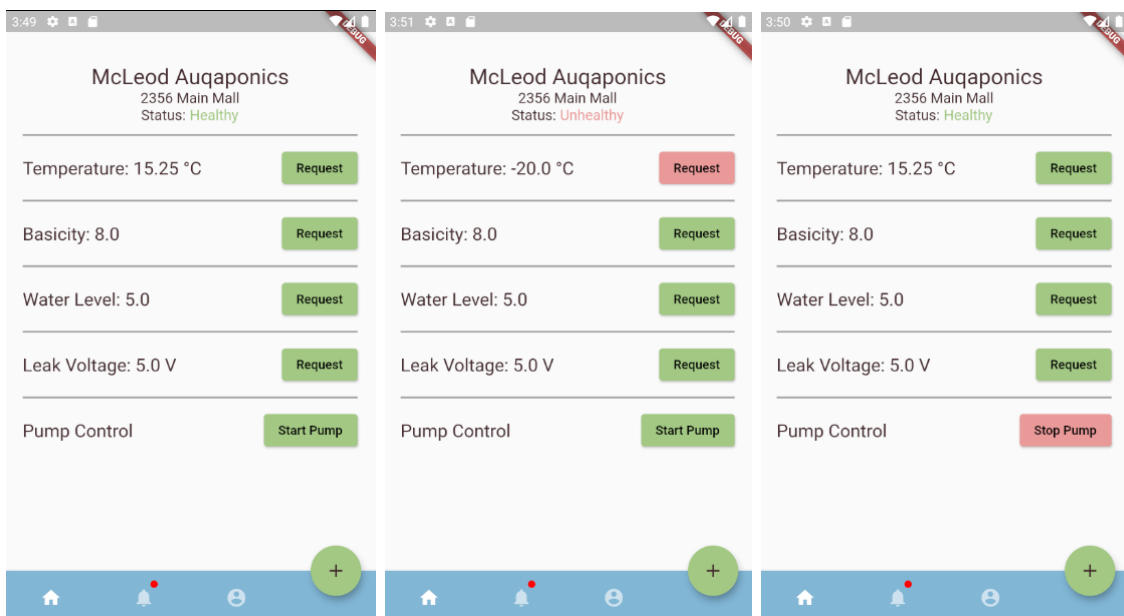 3:49
DEBUG
McLeod Auqaponics
2356 Main Mall
Status: Healthy
Temperature: 15.25 °C
Request
Basicity: 8.0
Request
Water Level: 5.0
Request
Leak Voltage: 5.0 V
Request
Pump Control
Start Pump
+
3:51
DEBUG
McLeod Auqaponics
2356 Main Mall
Status: Unhealthy
Temperature: -20.0 °C
Request
Basicity: 8.0
Request
Water Level: 5.0
Request
Leak Voltage: 5.0 V
Request
Pump Control
Start Pump
+
3:50
DEBUG
McLeod Auqaponics
2356 Main Mall
Status: Healthy
Temperature: 15.25 °C
Request
Basicity: 8.0
Request
Water Level: 5.0
Request
Leak Voltage: 5.0 V
Request
Pump Control
Stop Pump
+